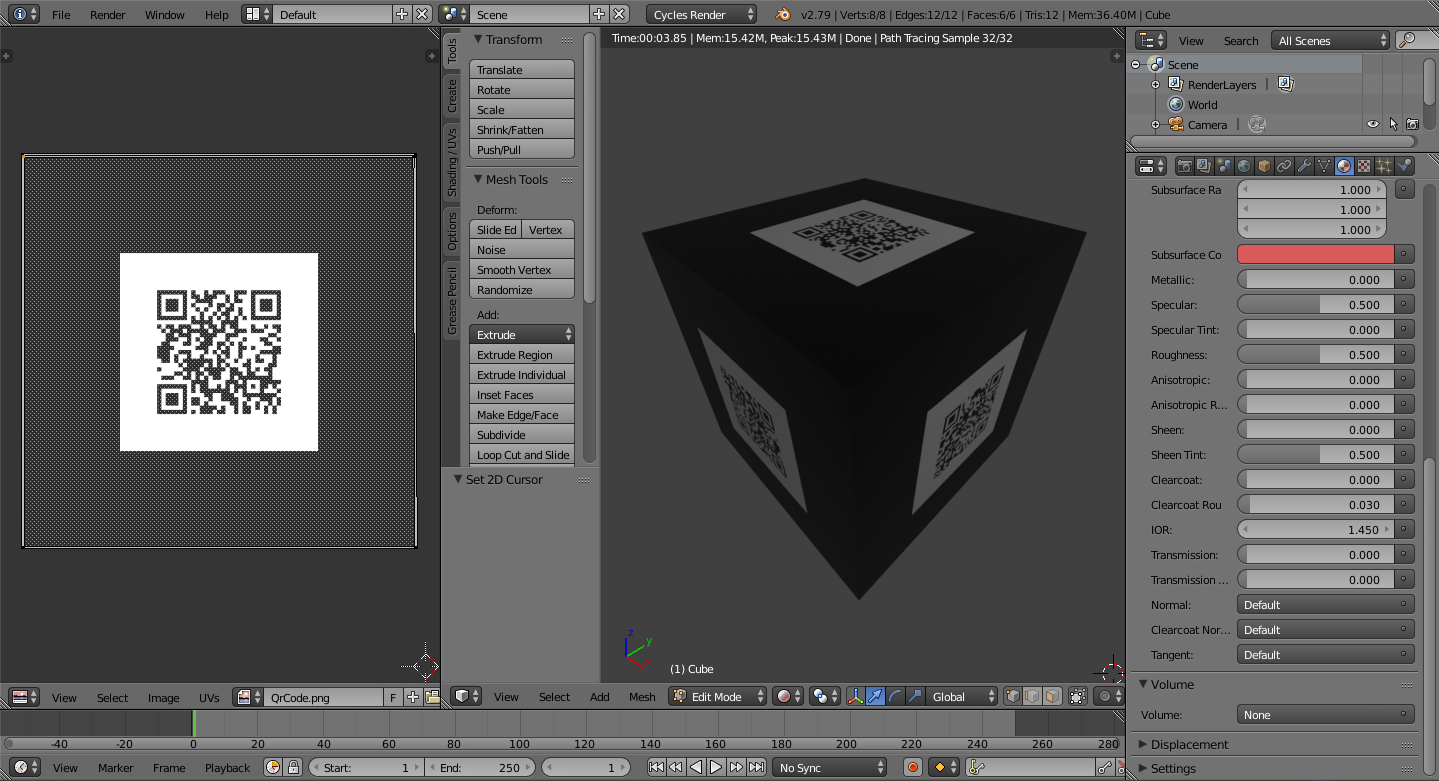 File Render Window Help Default Scene Cycles Render v2.79 | Verts:8/8 | Edges:12/12 | Faces:6/6 | Tris:12 | Mem:36.40M | Cube
Tools
Create
Shading / UVs
Options
Grease Pencil
Transform
Translate
Rotate
Scale
Shrink/Fatten
Push/Pull
Mesh Tools
Deform:
Slide Ed Vertex
Noise
Smooth Vertex
Randomize
Add:
Extrude
Extrude Region
Extrude Individual
Inset Faces
Make Edge/Face
Subdivide
Loop Cut and Slide
Set 2D Cursor
Time:00:03.85 | Mem:15.42M, Peak:15.43M | Done | Path Tracing Sample 32/32
z
y
x
(1) Cube
View Search All Scenes
Scene
RenderLayers |
World
Camera |
Subsurface Ra 1.000
1.000
1.000
Subsurface Co
Metallic: 0.000
Specular: 0.500
Specular Tint: 0.000
Roughness: 0.500
Anisotropic: 0.000
Anisotropic R... 0.000
Sheen: 0.000
Sheen Tint: 0.500
Clearcoat: 0.000
Clearcoat Rou 0.030
IOR: 1.450
Transmission: 0.000
Transmission ... 0.000
Normal: Default
Clearcoat Nor... Default
Tangent: Default
Volume
Volume: None
Displacement
Settings
View Select Image UVs QrCode.png F
View Select Add Mesh Edit Mode Global
-40 -20 0 20 40 60 80 100 120 140 160 180 200 220 240 260 280
View Marker Frame Playback Start: 1 End: 250 1 No Sync